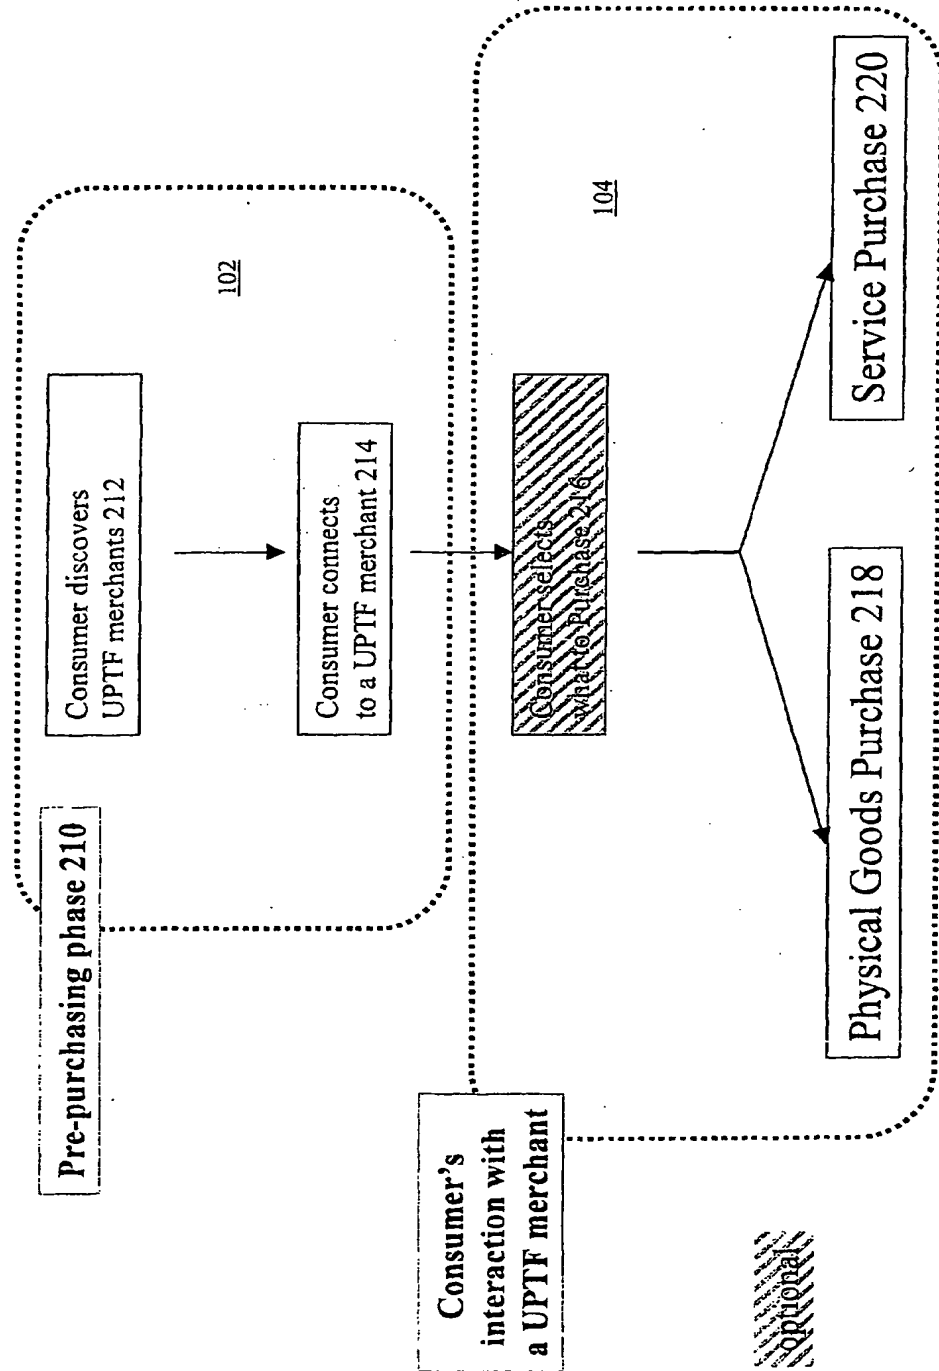 Pre-purchasing phase 210
Consumer discovers
UPTF merchants 212
102
Consumer connects
to a UPTF merchant 214
Consumer's
interaction with
a UPTF merchant
104
Consumer selects
what to Purchase 216
Physical Goods Purchase 218
Service Purchase 220
optional